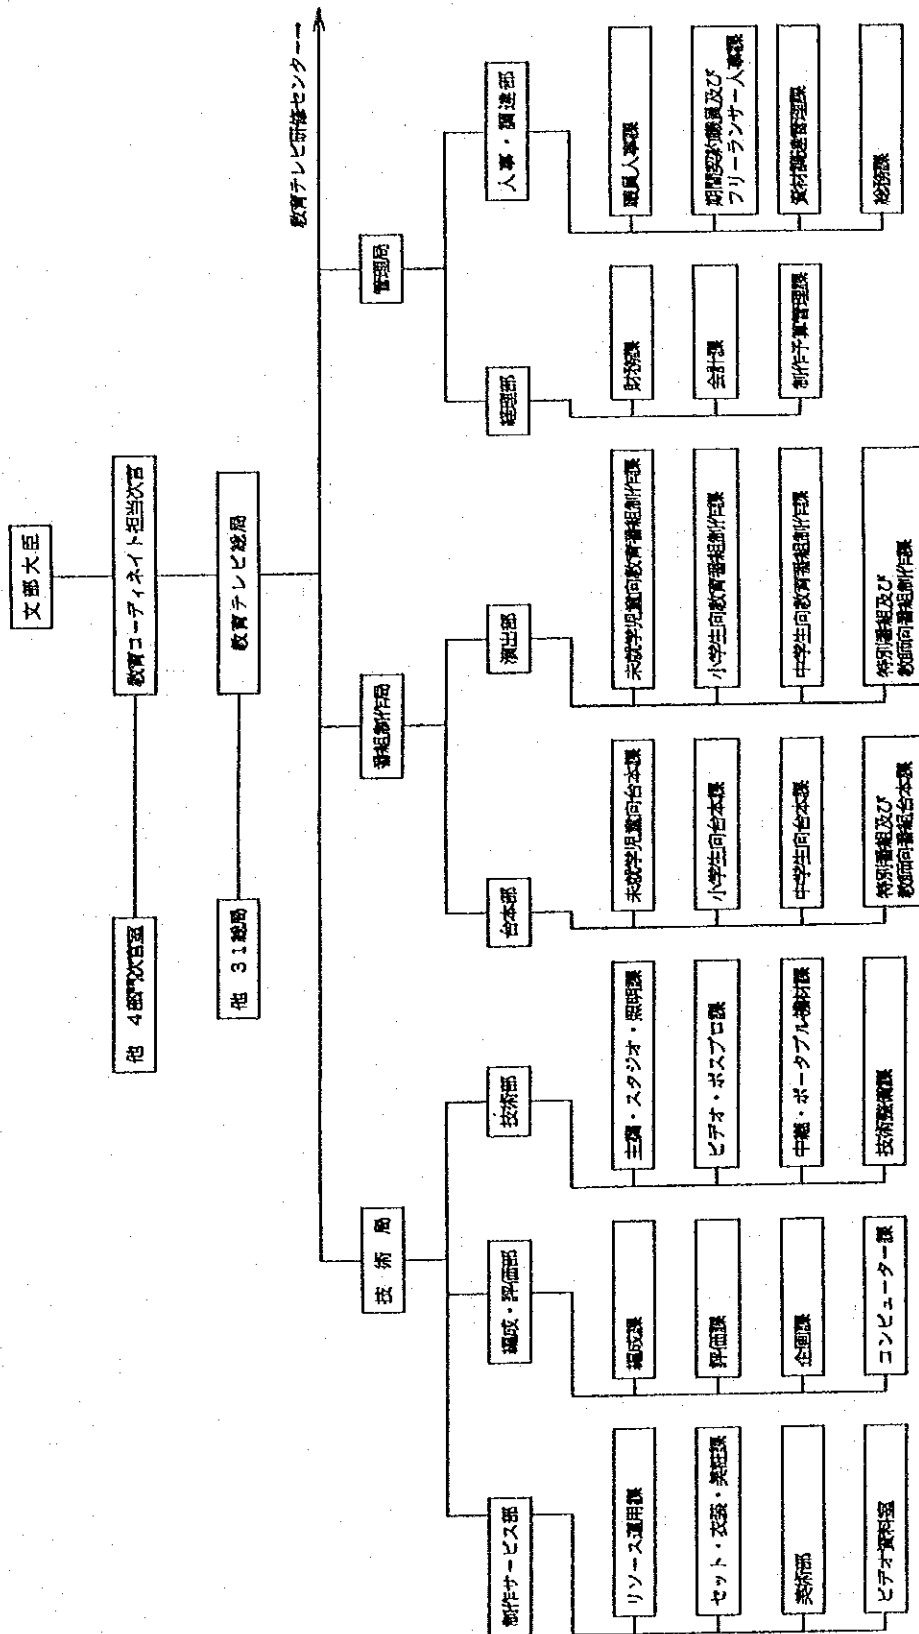 文部大臣
教育コーディネイト担当次官
他 4部門次官室
教育テレビ総局
他 31総局
教育テレビ研修センター
技術局
番組制作局
管理局
制作サービス部
編成・評価部
技術部
台本部
演出部
経理部
人事・調達部
リソース運用課
セット・衣装・美粧課
美術部
ビデオ資料室
編成課
評価課
企画課
コンピューター課
主調・スタジオ・照明課
ビデオ・ポスプロ課
中継・ポータブル機材課
技術整備課
未就学児童向台本課
小学生向台本課
中学生向台本課
特別番組及び
教師向番組台本課
未就学児童向教育番組制作課
小学生向教育番組制作課
中学生向教育番組制作課
特別番組及び
教師向番組制作課
財務課
会計課
制作予算管理課
職員人事課
期間契約職員及び
フリーランサー人事課
資材調達管理課
総務課